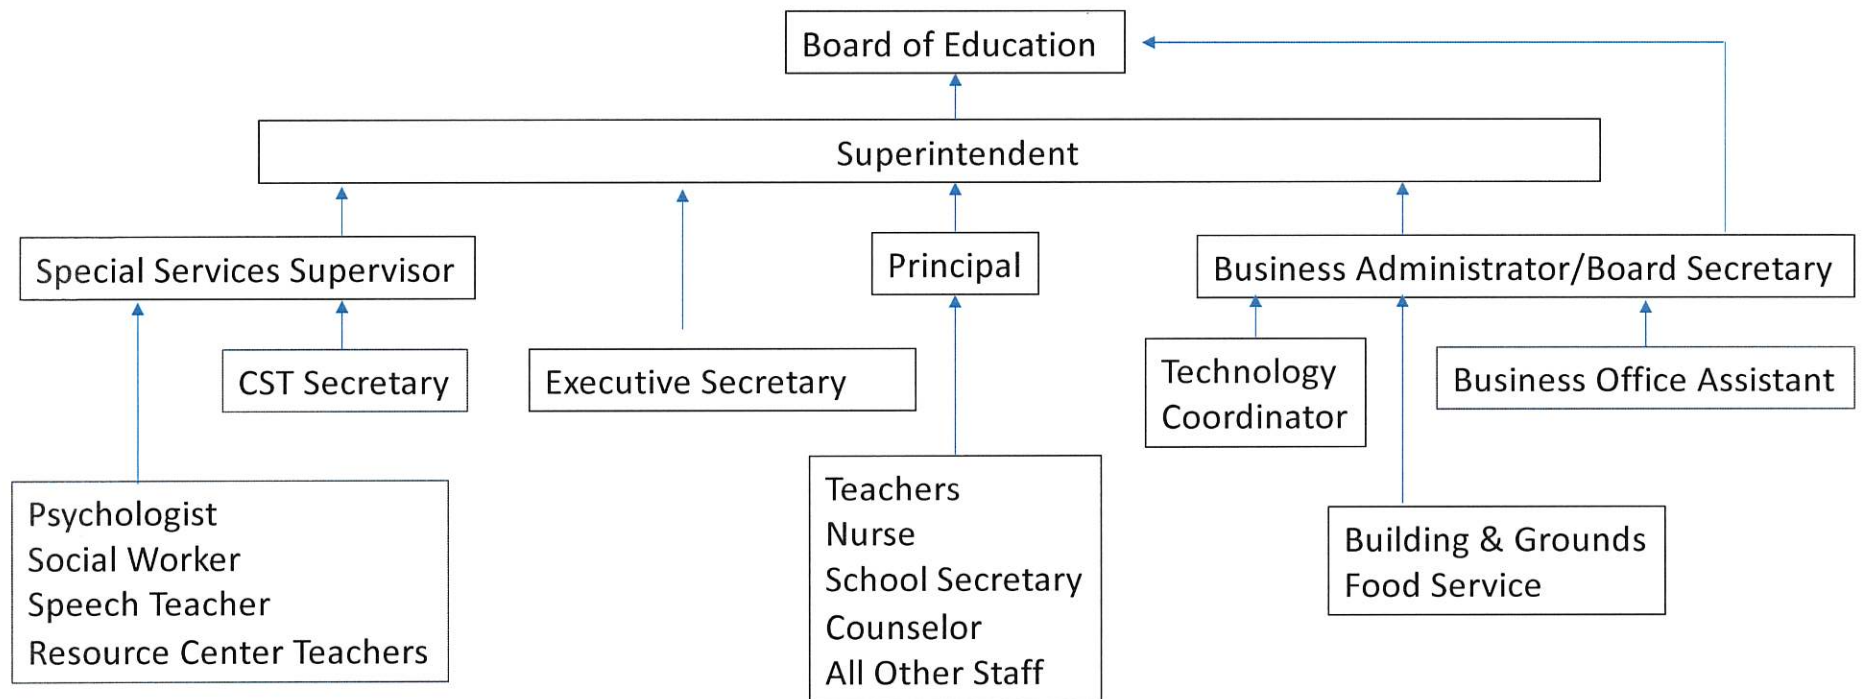 Board of Education
Superintendent
Special Services Supervisor
Principal
Business Administrator/Board Secretary
CST Secretary
Executive Secretary
Technology
Coordinator
Business Office Assistant
Psychologist
Social Worker
Speech Teacher
Resource Center Teachers
Teachers
Nurse
School Secretary
Counselor
All Other Staff
Building & Grounds
Food Service